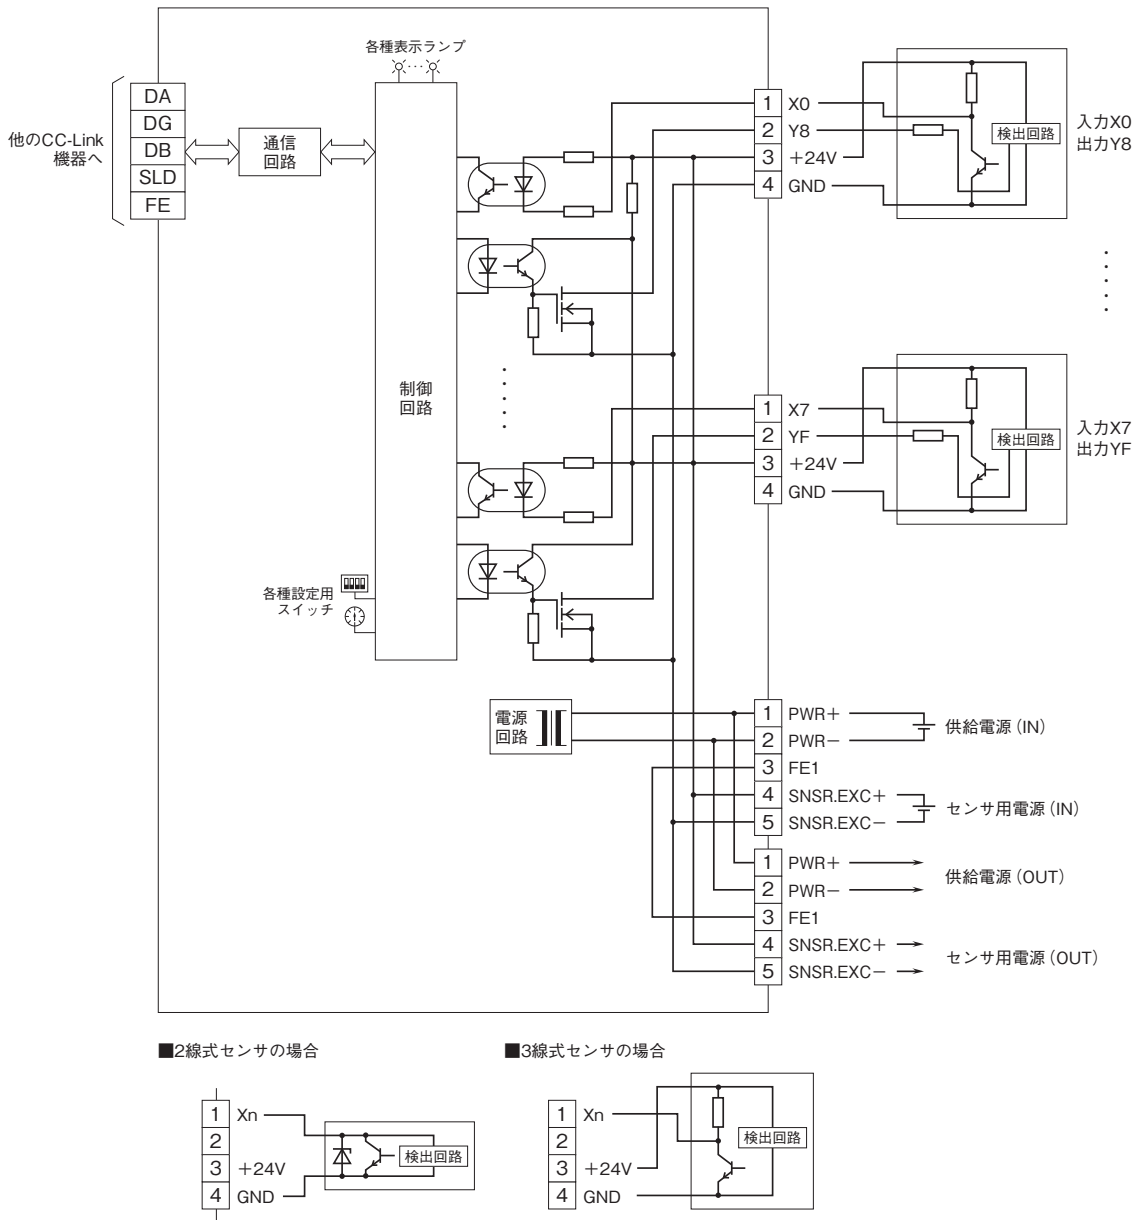 各種表示ランプ
他のCC-Link
機器へ
DA
DG
DB
SLD
FE
通信
回路
制御
回路
各種設定用
スイッチ
電源
回路
1 X0
2 Y8
3 +24V
4 GND
検出回路
入力X0
出力Y8
1 X7
2 YF
3 +24V
4 GND
検出回路
入力X7
出力YF
1 PWR+
2 PWR−
3 FE1
4 SNSR.EXC+
5 SNSR.EXC−
供給電源(IN)
センサ用電源(IN)
1 PWR+
2 PWR−
3 FE1
4 SNSR.EXC+
5 SNSR.EXC−
供給電源(OUT)
センサ用電源(OUT)
■2線式センサの場合
1 Xn
2
3 +24V
4 GND
検出回路
■3線式センサの場合
1 Xn
2
3 +24V
4 GND
検出回路